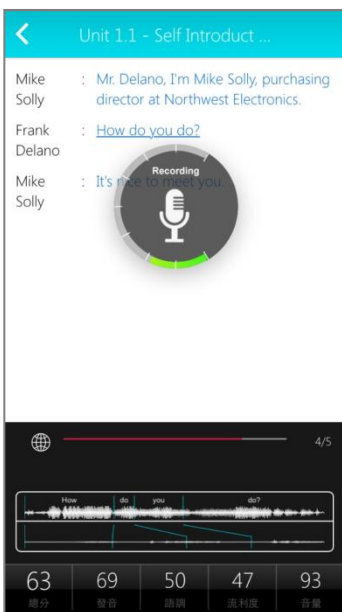 Unit 1.1 - Self Introduct ...
Mike Solly : Mr. Delano, I'm Mike Solly, purchasing
director at Northwest Electronics.
Frank Delano : How do you do?
Mike Solly : It's nice to meet you.
Recording
4/5
How do you do?
63 69 50 47 93
總分 發音 語調 流利度 音量